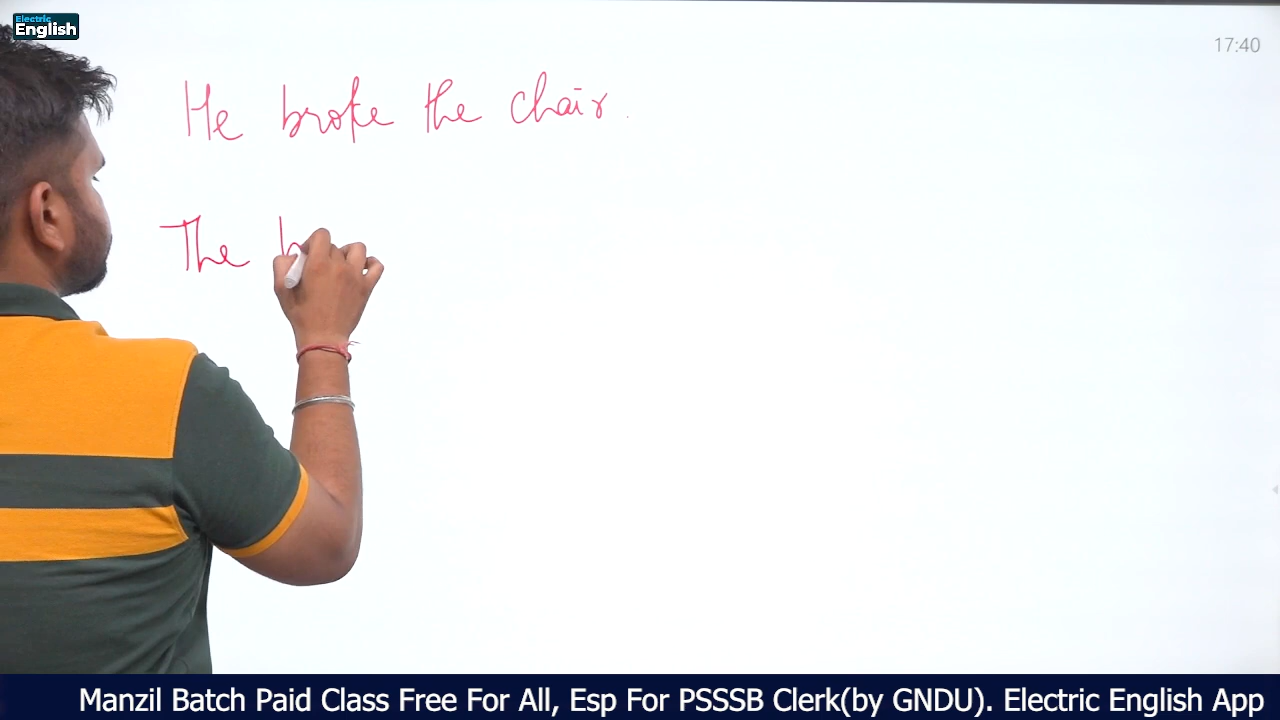 Electric
English
17:40
He broke the chair.
The
Manzil Batch Paid Class Free For All, Esp For PSSSB Clerk(by GNDU). Electric English App